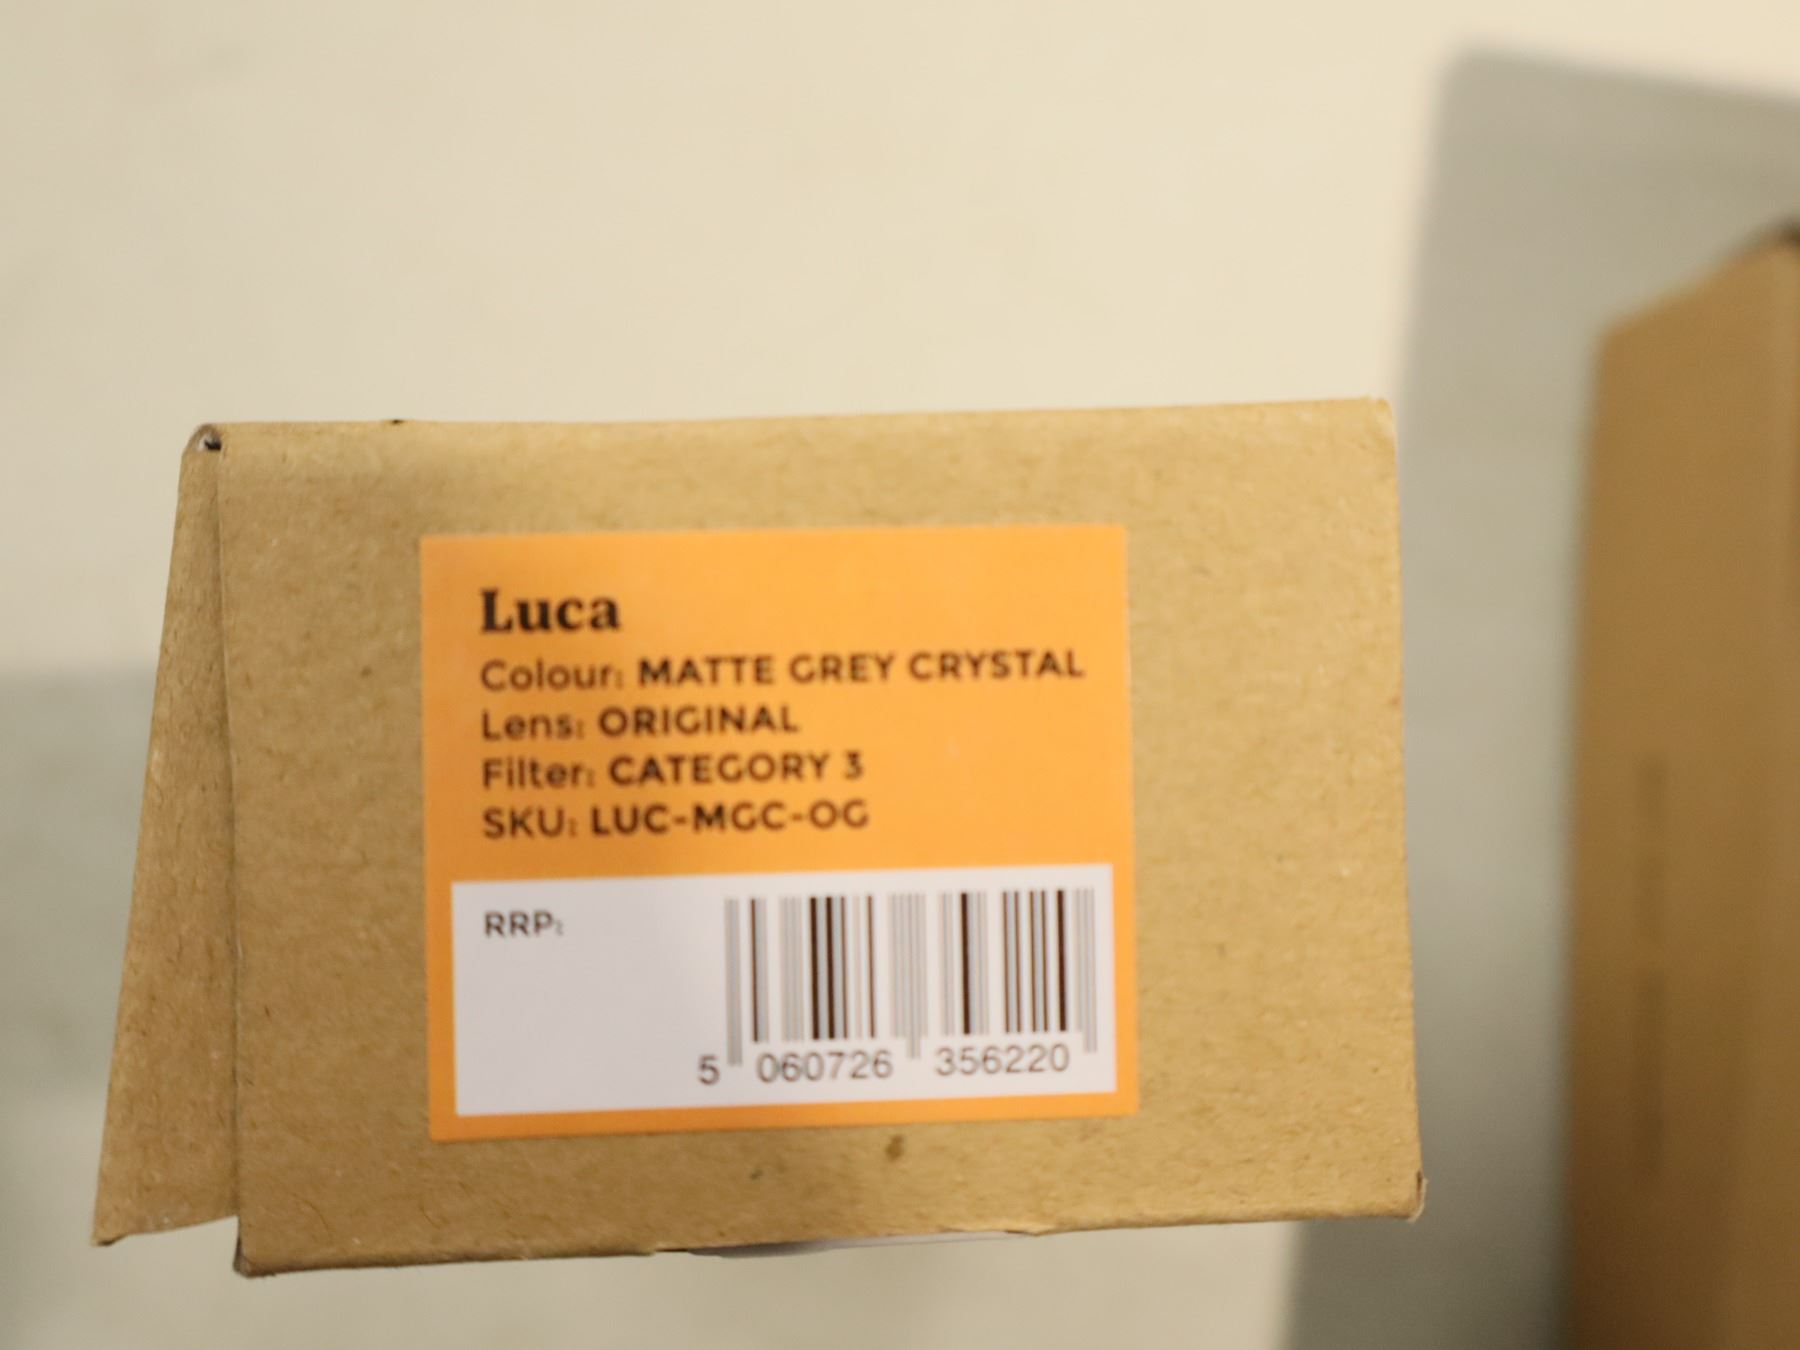 Luca
Colour: MATTE GREY CRYSTAL
Lens: ORIGINAL
Filter: CATEGORY 3
SKU: LUC-MGC-OG
RRP:
5 060726 356220